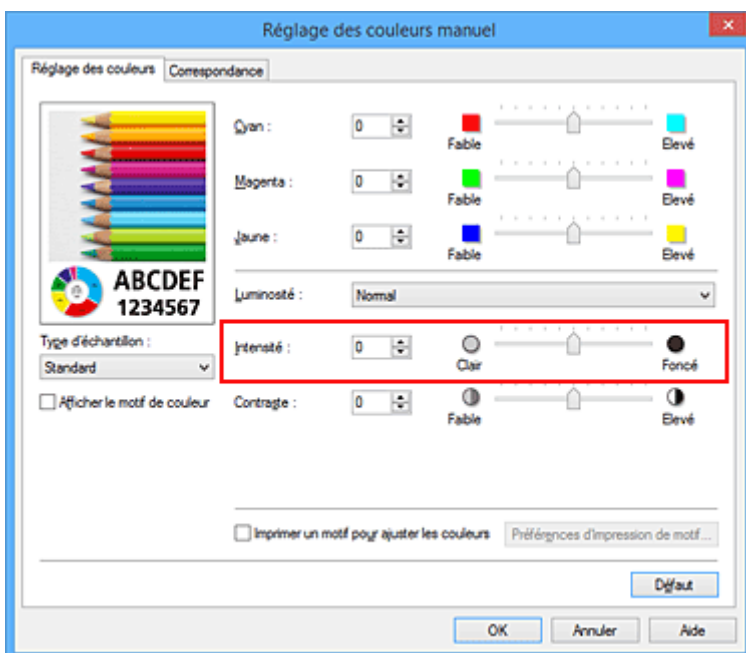 Réglage des couleurs manuel
Réglage des couleurs Correspondance
ABCDEF
1234567
Type d'échantillon :
Standard
Afficher le motif de couleur
Cyan : 0 Faible Elevé
Magenta : 0 Faible Elevé
Jaune : 0 Faible Elevé
Luminosité : Normal
Intensité : 0 Clair Foncé
Contraste : 0 Faible Elevé
Imprimer un motif pour ajuster les couleurs Préférences d'impression de motif...
Défaut
OK Annuler Aide